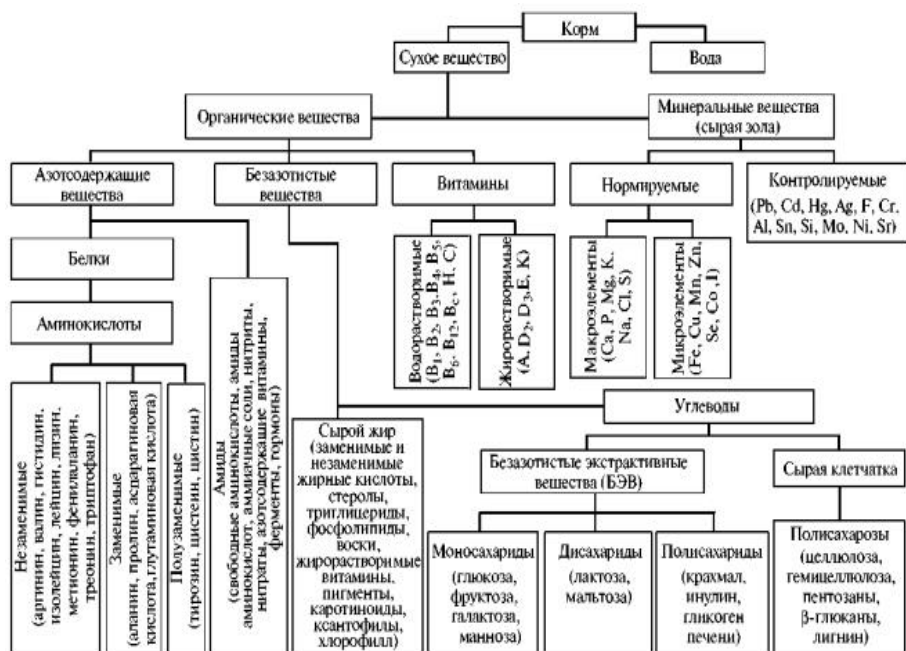 Корм
Сухое вещество
Вода
Органические вещества
Минеральные вещества
(сырая зола)
Азотсодержащие
вещества
Безазотистые
вещества
Витамины
Нормируемые
Контролируемые
(Pb, Cd, Hg, Ag, F, Cr.
Al, Sn, Si, Mo, Ni, Sr)
Белки
Аминокислоты
Водорастворимые
(B1, B2, B3, B4, B5,
B6, B12, Bc, H, C)
Жирорастворимые
(A, D2, D3, E, K)
Макроэлементы
(Ca, P, Mg, K.
Na, Cl, S)
Микроэлементы
(Fe, Cu, Mn, Zn,
Se, Co, I)
Незаменимые
(аргинин, валин, гистидин.
изолейцин, лейцин, лизин.
метионин, фенилаланин,
треонин, триптофан)
Заменимые
(аланин, пролин, аспарагиновая
кислота, глутаминовая кислота)
Полузаменимые
(тирозин, цистеин, цистин)
Амиды
(свободные аминокислоты, амиды
аминокислот, аммиачные соли, нитриты,
нитраты, азотсодержащие витамины,
ферменты, гормоны)
Сырой жир
(заменимые и
незаменимые
жирные кислоты,
стеролы,
триглицериды,
фосфолипиды,
воски,
жирорастворимые
витамины,
пигменты,
каротиноиды,
ксантофилы,
хлорофилл)
Углеводы
Безазотистые экстрактивные
вещества (БЭВ)
Сырая клетчатка
Моносахариды
(глюкоза,
фруктоза,
галактоза,
манноза)
Дисахариды
(лактоза,
мальтоза)
Полисахариды
(крахмал,
инулин,
гликоген
печени)
Полисахарозы
(целлюлоза,
гемицеллюлоза,
пентозаны,
β-глюканы,
лигнин)